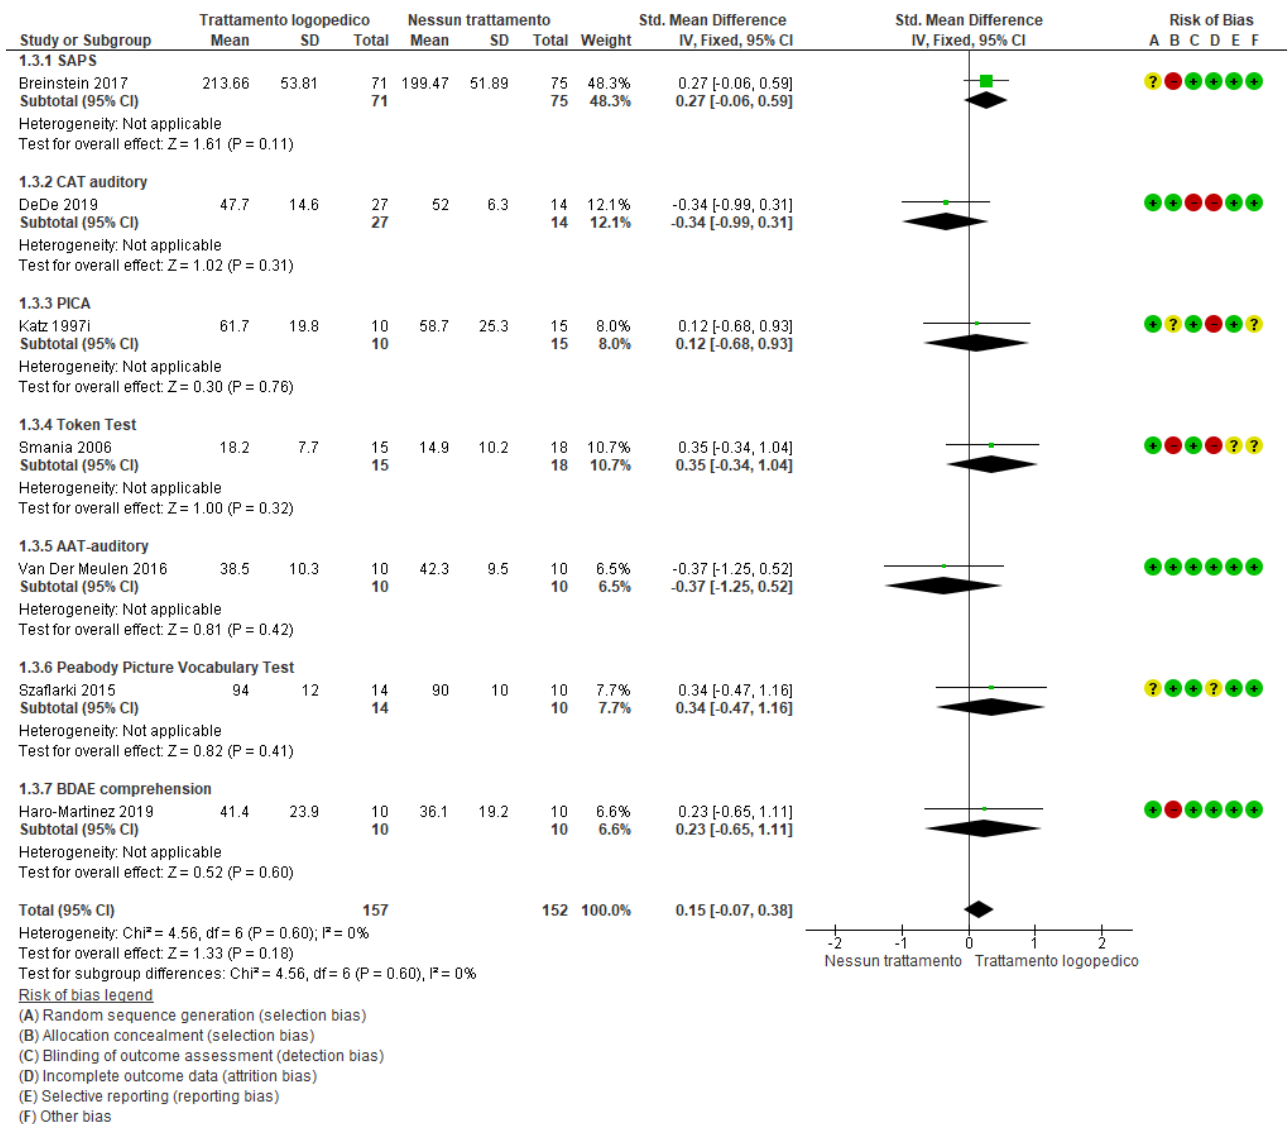 Trattamento logopedico Nessun trattamento Std. Mean Difference Std. Mean Difference Risk of Bias
Study or Subgroup Mean SD Total Mean SD Total Weight IV, Fixed, 95% CI IV, Fixed, 95% CI A B C D E F
1.3.1 SAPS
Breinstein 2017 213.66 53.81 71 199.47 51.89 75 48.3% 0.27 [-0.06, 0.59] ? - + + + +
Subtotal (95% CI) 71 75 48.3% 0.27 [-0.06, 0.59]
Heterogeneity: Not applicable
Test for overall effect: Z = 1.61 (P = 0.11)
1.3.2 CAT auditory
DeDe 2019 47.7 14.6 27 52 6.3 14 12.1% -0.34 [-0.99, 0.31] + + - - + +
Subtotal (95% CI) 27 14 12.1% -0.34 [-0.99, 0.31]
Heterogeneity: Not applicable
Test for overall effect: Z = 1.02 (P = 0.31)
1.3.3 PICA
Katz 1997i 61.7 19.8 10 58.7 25.3 15 8.0% 0.12 [-0.68, 0.93] + ? + - + ?
Subtotal (95% CI) 10 15 8.0% 0.12 [-0.68, 0.93]
Heterogeneity: Not applicable
Test for overall effect: Z = 0.30 (P = 0.76)
1.3.4 Token Test
Smania 2006 18.2 7.7 15 14.9 10.2 18 10.7% 0.35 [-0.34, 1.04] + - + - ? ?
Subtotal (95% CI) 15 18 10.7% 0.35 [-0.34, 1.04]
Heterogeneity: Not applicable
Test for overall effect: Z = 1.00 (P = 0.32)
1.3.5 AAT-auditory
Van Der Meulen 2016 38.5 10.3 10 42.3 9.5 10 6.5% -0.37 [-1.25, 0.52] + + + + + +
Subtotal (95% CI) 10 10 6.5% -0.37 [-1.25, 0.52]
Heterogeneity: Not applicable
Test for overall effect: Z = 0.81 (P = 0.42)
1.3.6 Peabody Picture Vocabulary Test
Szaflarki 2015 94 12 14 90 10 10 7.7% 0.34 [-0.47, 1.16] ? + + ? + +
Subtotal (95% CI) 14 10 7.7% 0.34 [-0.47, 1.16]
Heterogeneity: Not applicable
Test for overall effect: Z = 0.82 (P = 0.41)
1.3.7 BDAE comprehension
Haro-Martinez 2019 41.4 23.9 10 36.1 19.2 10 6.6% 0.23 [-0.65, 1.11] + - + + + +
Subtotal (95% CI) 10 10 6.6% 0.23 [-0.65, 1.11]
Heterogeneity: Not applicable
Test for overall effect: Z = 0.52 (P = 0.60)
Total (95% CI) 157 152 100.0% 0.15 [-0.07, 0.38]
Heterogeneity: Chi² = 4.56, df = 6 (P = 0.60); I² = 0%
Test for overall effect: Z = 1.33 (P = 0.18)
Test for subgroup differences: Chi² = 4.56, df = 6 (P = 0.60), I² = 0%
-2 -1 0 1 2
Nessun trattamento Trattamento logopedico
Risk of bias legend
(A) Random sequence generation (selection bias)
(B) Allocation concealment (selection bias)
(C) Blinding of outcome assessment (detection bias)
(D) Incomplete outcome data (attrition bias)
(E) Selective reporting (reporting bias)
(F) Other bias